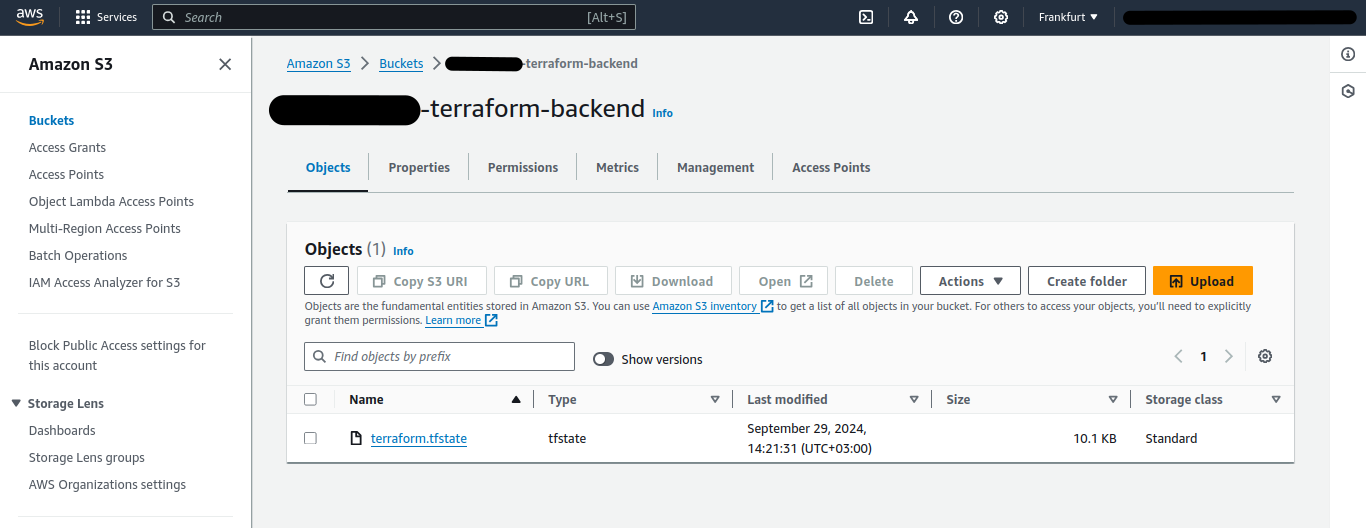 aws
Services
Search
[Alt+S]
Frankfurt
Amazon S3
Buckets
Access Grants
Access Points
Object Lambda Access Points
Multi-Region Access Points
Batch Operations
IAM Access Analyzer for S3
Block Public Access settings for
this account
Storage Lens
Dashboards
Storage Lens groups
AWS Organizations settings
Amazon S3 > Buckets > -terraform-backend
-terraform-backend Info
Objects
Properties
Permissions
Metrics
Management
Access Points
Objects (1) Info
Copy S3 URI
Copy URL
Download
Open
Delete
Actions
Create folder
Upload
Objects are the fundamental entities stored in Amazon S3. You can use Amazon S3 inventory to get a list of all objects in your bucket. For others to access your objects, you'll need to explicitly
grant them permissions. Learn more
Find objects by prefix
Show versions
1
Name
Type
Last modified
Size
Storage class
terraform.tfstate
tfstate
September 29, 2024,
14:21:31 (UTC+03:00)
10.1 KB
Standard